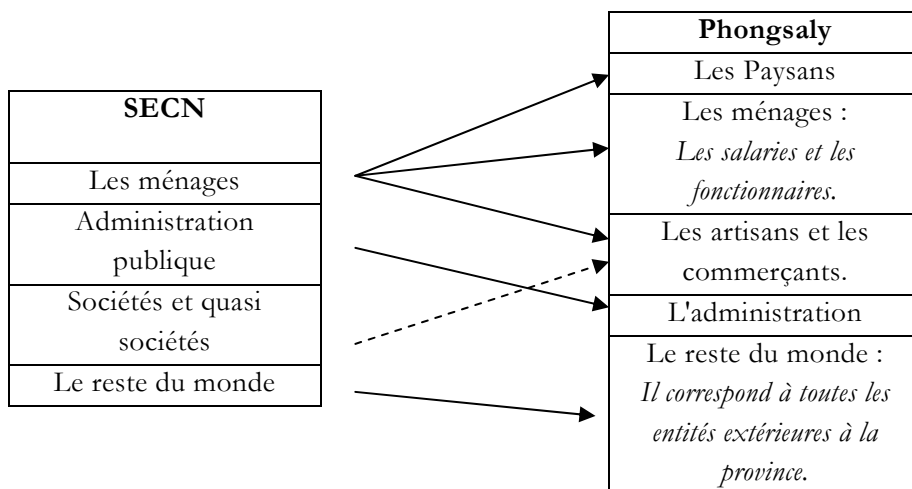 SECN
Les ménages
Administration
publique
Sociétés et quasi
sociétés
Le reste du monde
Phongsaly
Les Paysans
Les ménages :
Les salaries et les
fonctionnaires.
Les artisans et les
commerçants.
L'administration
Le reste du monde :
Il correspond à toutes les
entités extérieures à la
province.